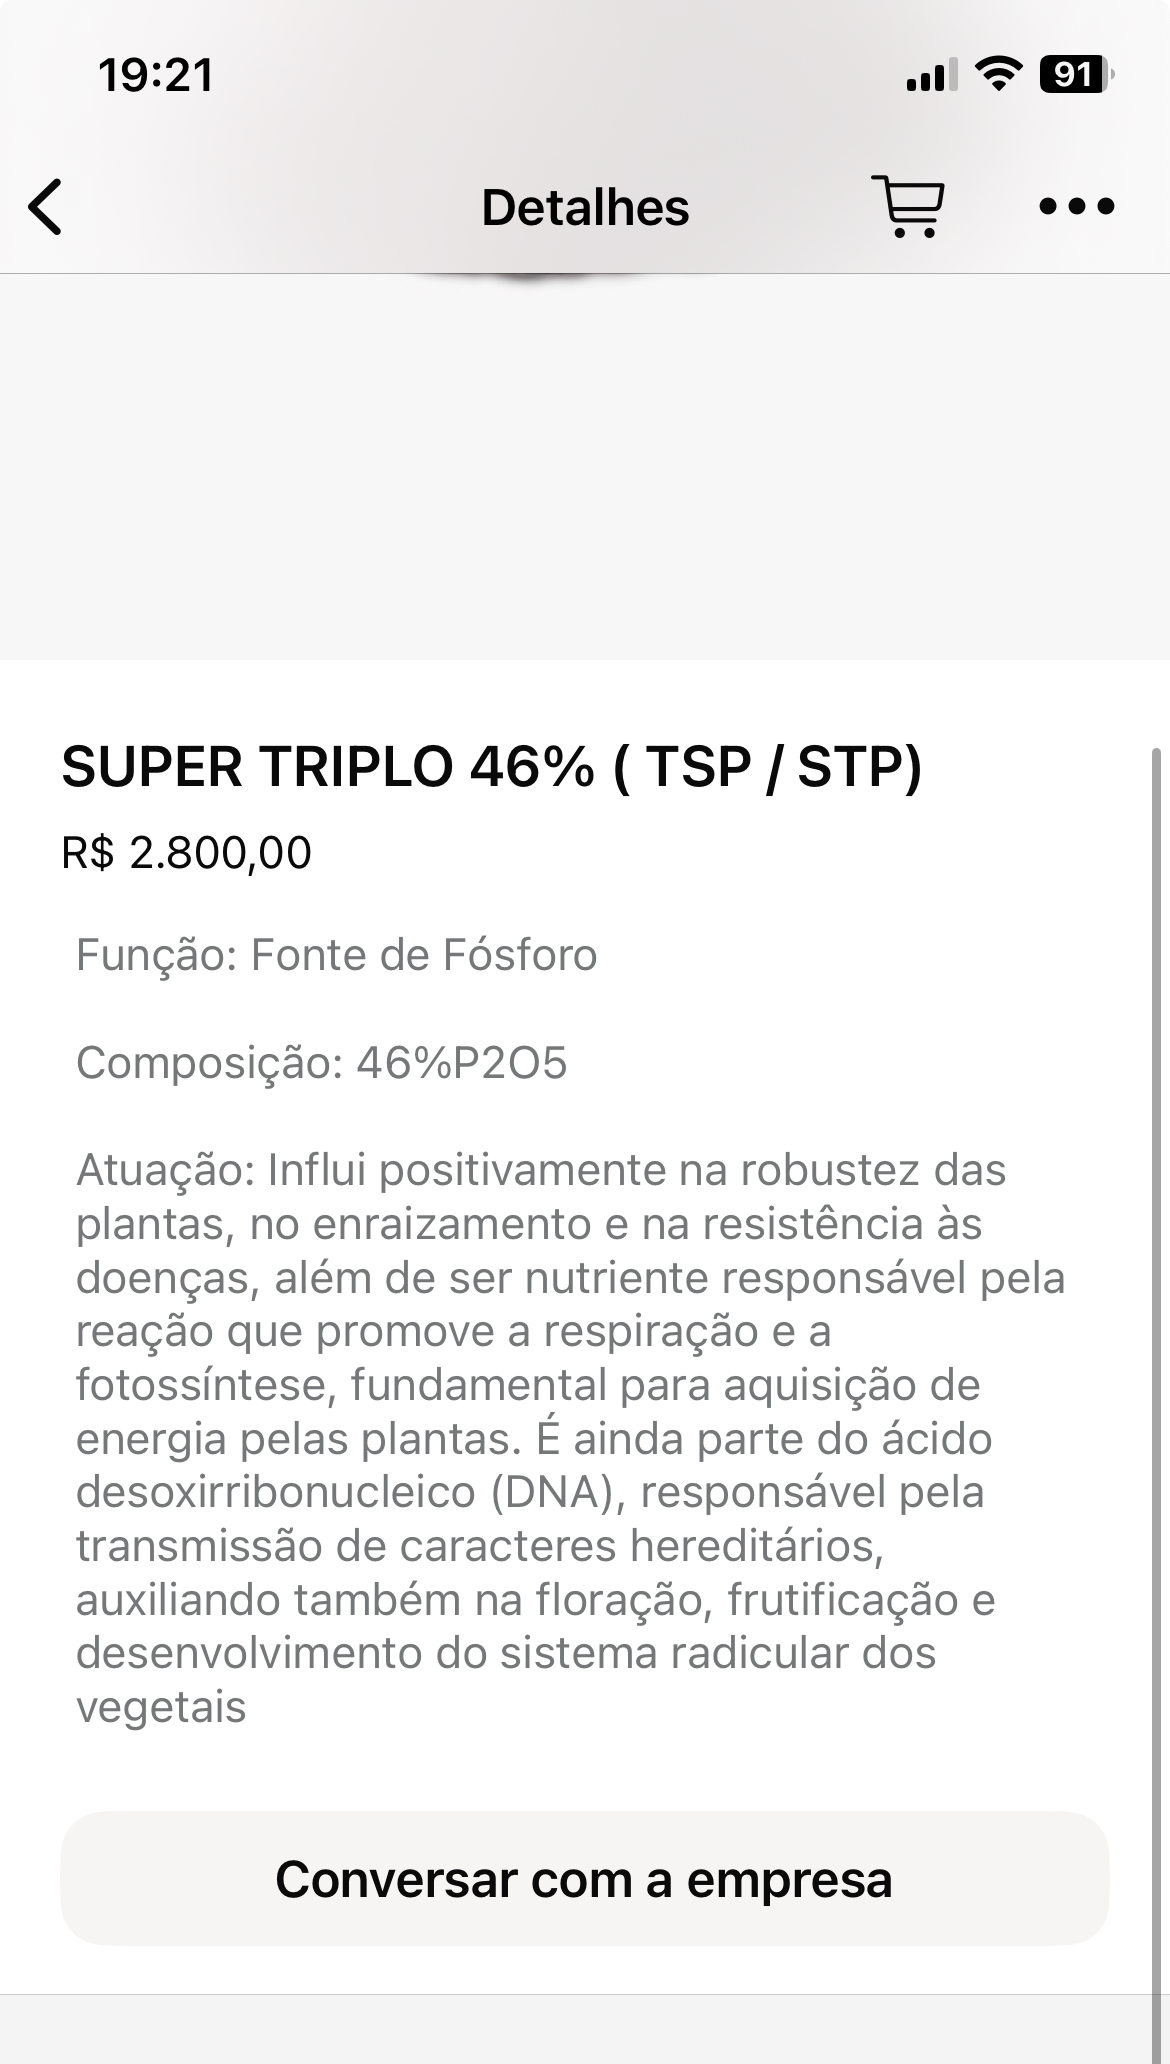 19:21
91
Detalhes
SUPER TRIPLO 46% ( TSP / STP)
R$ 2.800,00
Função: Fonte de Fósforo
Composição: 46%P2O5
Atuação: Influi positivamente na robustez das
plantas, no enraizamento e na resistência às
doenças, além de ser nutriente responsável pela
reação que promove a respiração e a
fotossíntese, fundamental para aquisição de
energia pelas plantas. É ainda parte do ácido
desoxirribonucleico (DNA), responsável pela
transmissão de caracteres hereditários,
auxiliando também na floração, frutificação e
desenvolvimento do sistema radicular dos
vegetais
Conversar com a empresa